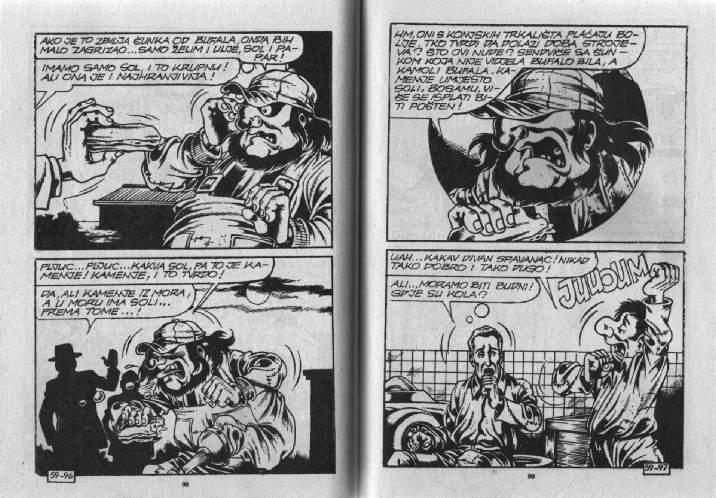 AKO JE TO ZBILJA ŠUNKA OD BUFALA, ONDA BIH
MALO ZAGRIZAO...SAMO ŽELIM I ULJE, SOL I PA-
PAR!
IMAMO SAMO SOL, I TO KRUPNU!
ALI ONA JE I NAJHRANJIVIJA!
PLJUC...PLJUC...KAKVA SOL, PA TO JE KA-
MENJE! KAMENJE, I TO TVRDO!
DA, ALI KAMENJE IZ MORA,
A U MORU IMA SOLI...
PREMA TOME...!
59-96
98
HM, ONI S KONJSKIH TRKALIŠTA PLAĆAJU BO-
LJE. TKO TVRDI DA DOLAZI DOBA STROJE-
VA? ŠTO OVI NUDE? SENDVIČE SA ŠUN-
KOM KOJA NIJE VIDJELA BUFALO BILA, A
KAMOLI BUFALA. KA-
MENJE UMJESTO
SOLI. BOGAMU, VI-
ŠE SE ISPLATI BI-
TI POŠTEN!
UAH...KAKAV DIVAN SPAVANAC! NIKAD
TAKO DOBRO I TAKO DUGO!
ALI...MORAMO BITI BUDNI!
GDJE SU KOLA?
59-97
99